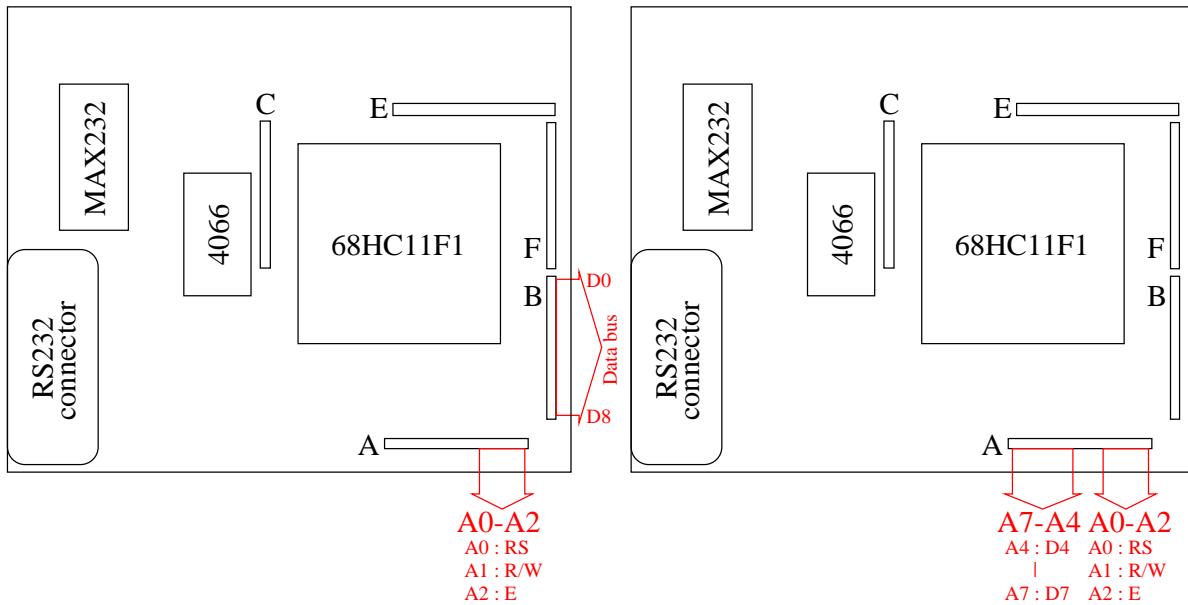 C
E
MAX232
4066
68HC11F1
F
B
D0
Data bus
D8
RS232
connector
A
A0-A2
A0 : RS
A1 : R/W
A2 : E
C
E
MAX232
4066
68HC11F1
F
B
RS232
connector
A
A7-A4 A0-A2
A4 : D4 A0 : RS
| A1 : R/W
A7 : D7 A2 : E